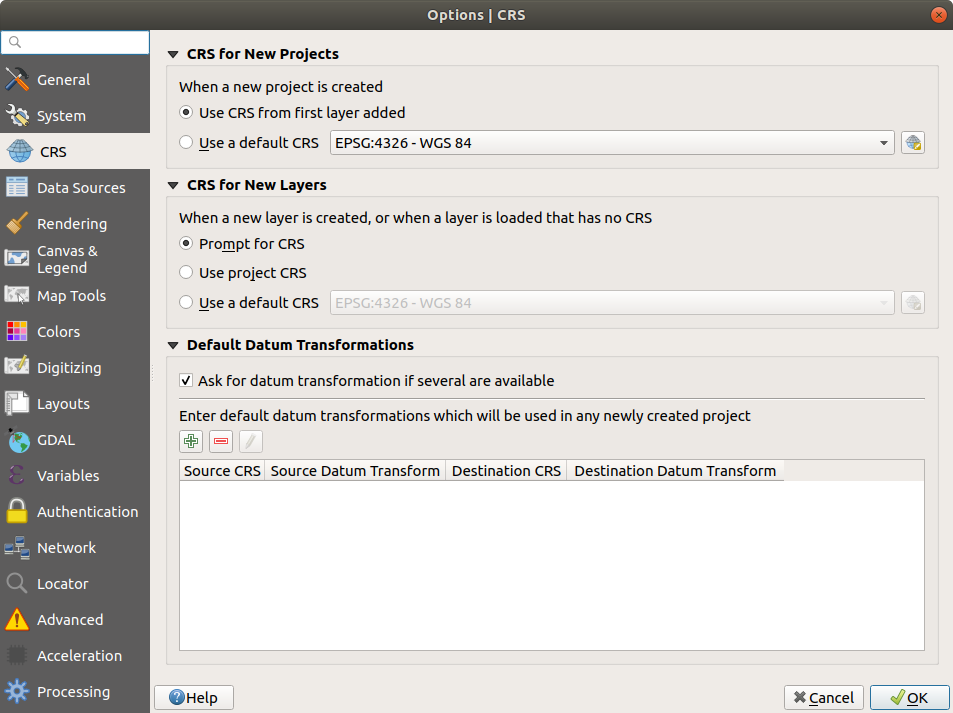 Options | CRS
General
System
CRS
Data Sources
Rendering
Canvas &
Legend
Map Tools
Colors
Digitizing
Layouts
GDAL
Variables
Authentication
Network
Locator
Advanced
Acceleration
Processing
CRS for New Projects
When a new project is created
Use CRS from first layer added
Use a default CRS EPSG:4326 - WGS 84
CRS for New Layers
When a new layer is created, or when a layer is loaded that has no CRS
Prompt for CRS
Use project CRS
Use a default CRS EPSG:4326 - WGS 84
Default Datum Transformations
Ask for datum transformation if several are available
Enter default datum transformations which will be used in any newly created project
Source CRS Source Datum Transform Destination CRS Destination Datum Transform
Help Cancel OK